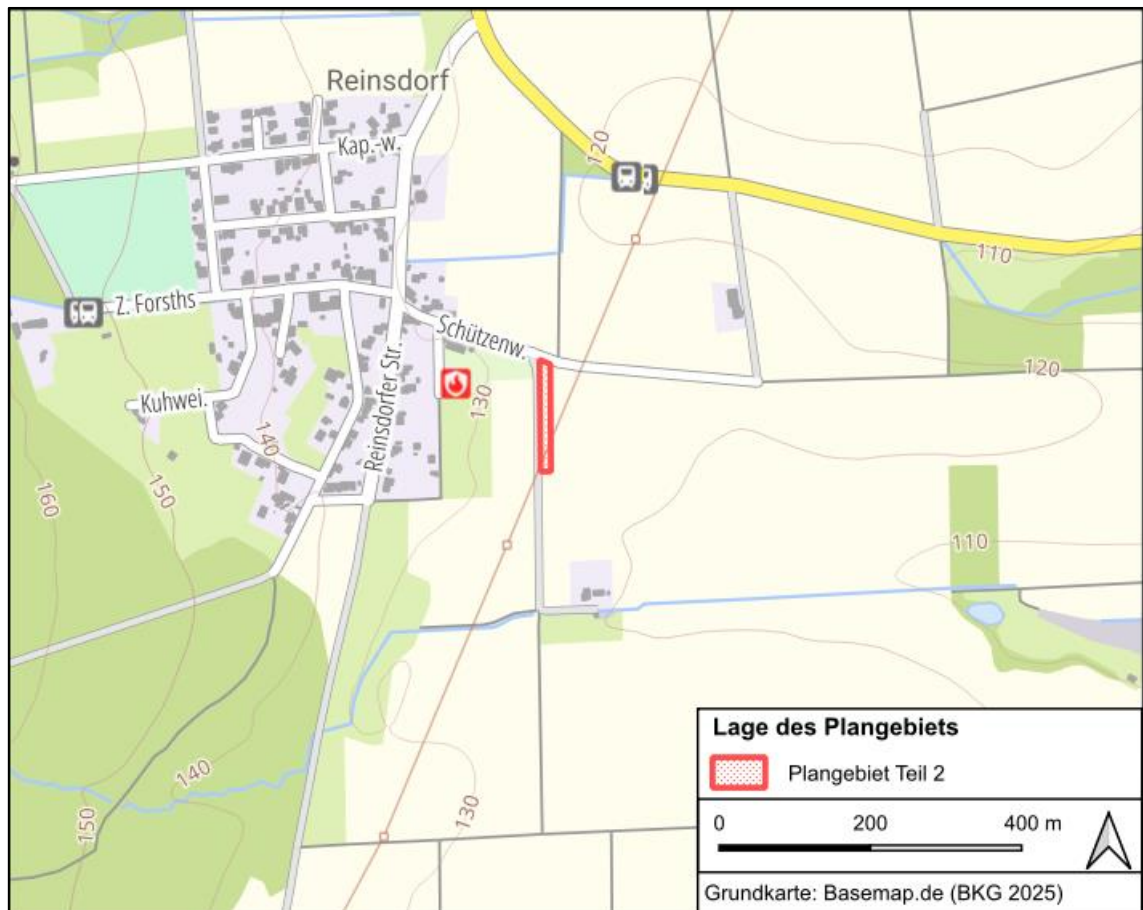 Reinsdorf
Kap.-w.
120
110
Z. Forsths
Schützenw.
120
Kuhwei.
Reinsdorfer Str.
130
140
150
160
110
140
150
130
Lage des Plangebiets
Plangebiet Teil 2
0 200 400 m
Grundkarte: Basemap.de (BKG 2025)